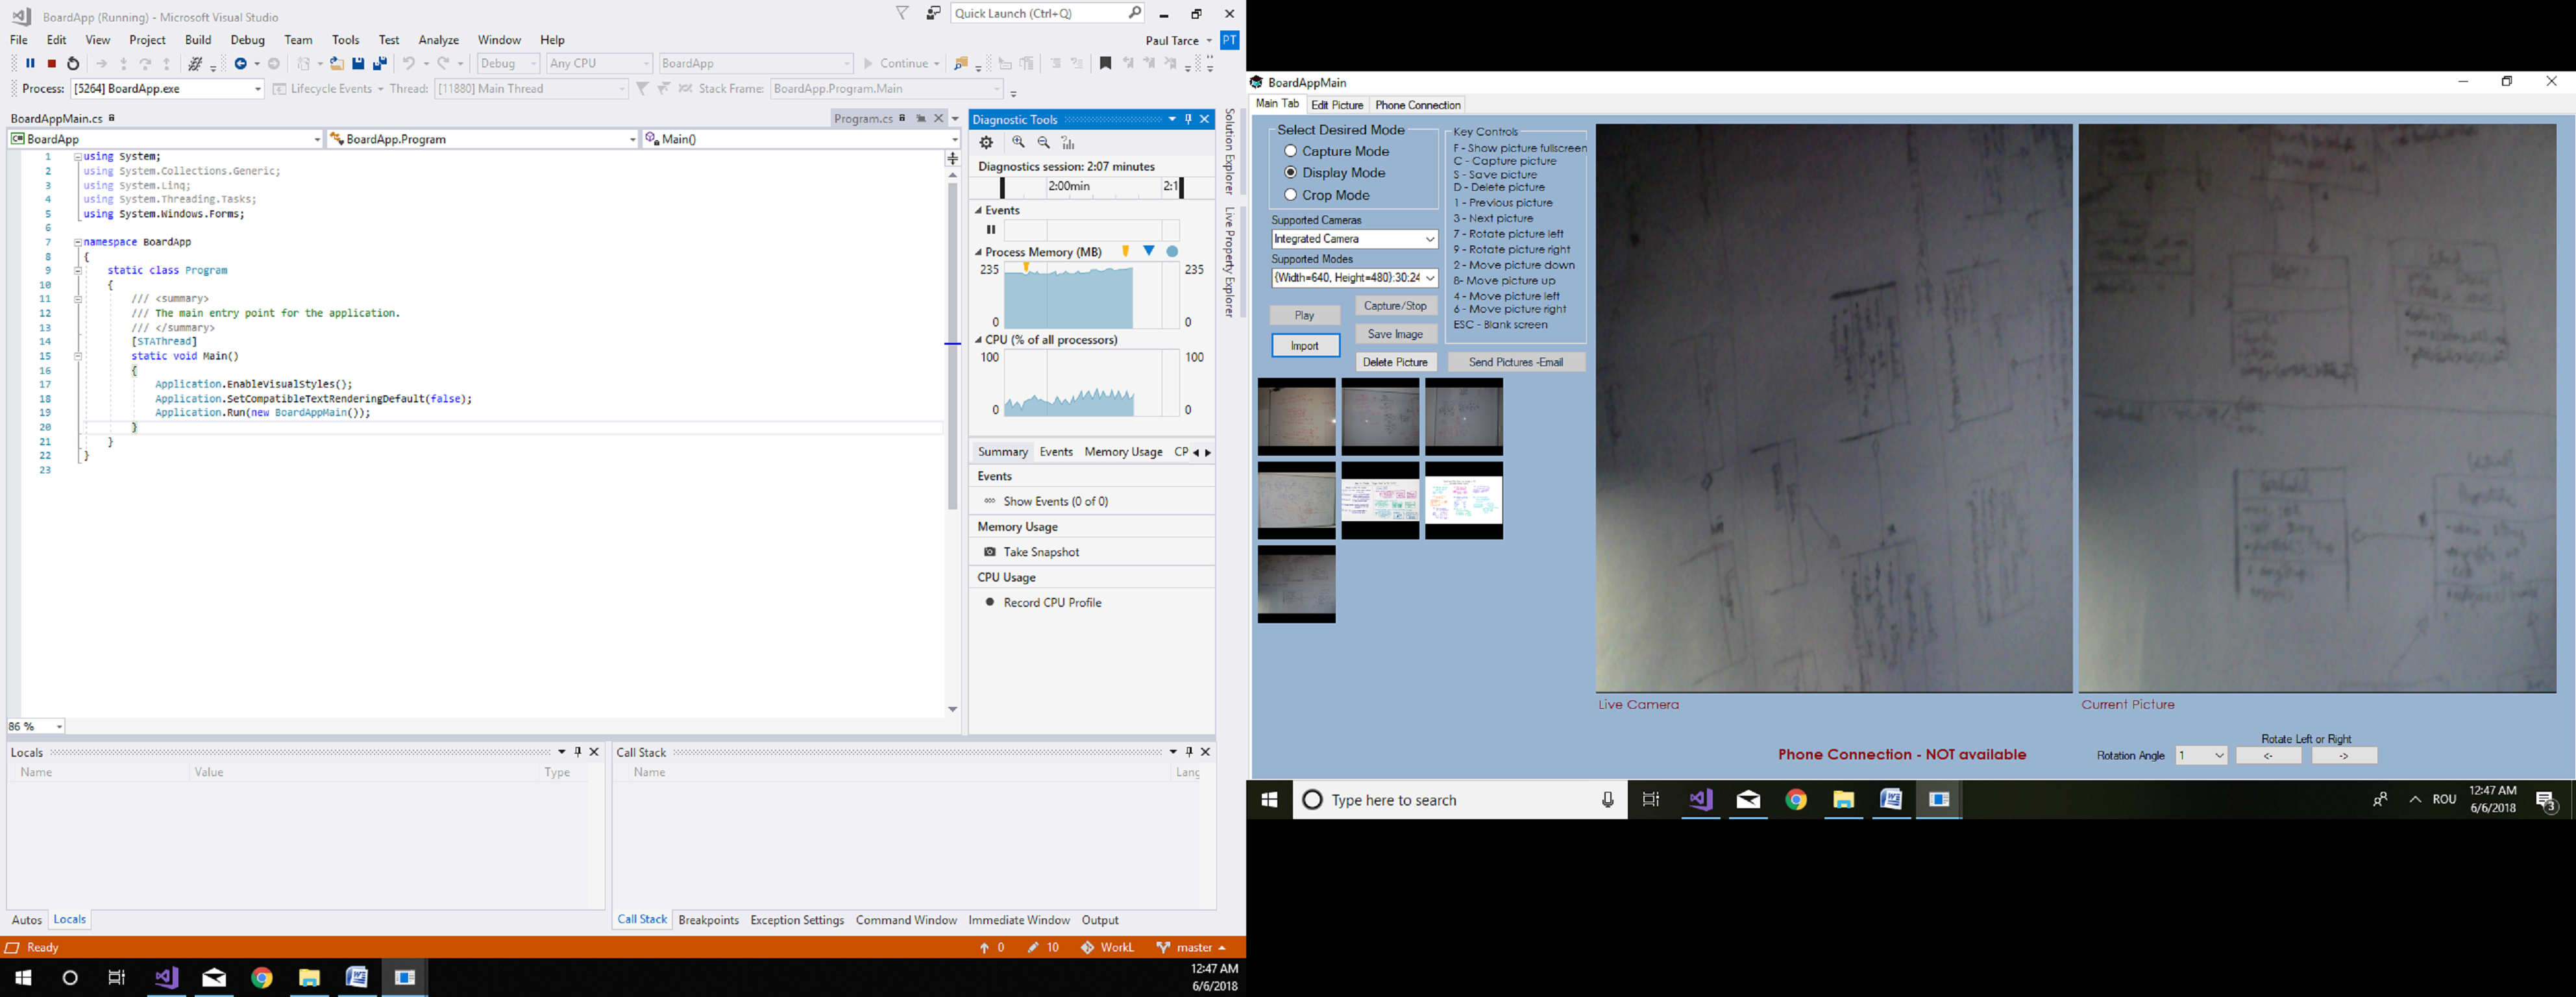 BoardApp (Running) - Microsoft Visual Studio
Quick Launch (Ctrl+Q)
File Edit View Project Build Debug Team Tools Test Analyze Window Help
Paul Tarce PT
Debug Any CPU BoardApp Continue
Process: [5264] BoardApp.exe Lifecycle Events Thread: [11880] Main Thread Stack Frame: BoardApp.Program.Main
BoardAppMain.cs Program.cs
BoardApp BoardApp.Program Main()
1 using System;
2 using System.Collections.Generic;
3 using System.Linq;
4 using System.Threading.Tasks;
5 using System.Windows.Forms;
6
7 namespace BoardApp
8 {
9 static class Program
10 {
11 /// <summary>
12 /// The main entry point for the application.
13 /// </summary>
14 [STAThread]
15 static void Main()
16 {
17 Application.EnableVisualStyles();
18 Application.SetCompatibleTextRenderingDefault(false);
19 Application.Run(new BoardAppMain());
20 }
21 }
22 }
23
86 %
Diagnostic Tools
Diagnostics session: 2:07 minutes
2:00min 2:1
Events
Process Memory (MB)
235 235
0 0
CPU (% of all processors)
100 100
0 0
Summary Events Memory Usage CP
Events
Show Events (0 of 0)
Memory Usage
Take Snapshot
CPU Usage
Record CPU Profile
Solution Explorer
Live Property Explorer
Locals
Name Value Type
Autos Locals
Call Stack
Name Lang
Call Stack Breakpoints Exception Settings Command Window Immediate Window Output
Ready 0 10 WorkL master
12:47 AM
6/6/2018
BoardAppMain
Main Tab Edit Picture Phone Connection
Select Desired Mode
Capture Mode
Display Mode
Crop Mode
Supported Cameras
Integrated Camera
Supported Modes
{Width=640, Height=480}:30:24
Play
Capture/Stop
Import
Save Image
Delete Picture
Send Pictures -Email
Key Controls
F - Show picture fullscreen
C - Capture picture
S - Save picture
D - Delete picture
1 - Previous picture
3 - Next picture
7 - Rotate picture left
9 - Rotate picture right
2 - Move picture down
8- Move picture up
4 - Move picture left
6 - Move picture right
ESC - Blank screen
Live Camera
Current Picture
Phone Connection - NOT available
Rotate Left or Right
Rotation Angle 1 <- ->
Type here to search
ROU
12:47 AM
6/6/2018
3